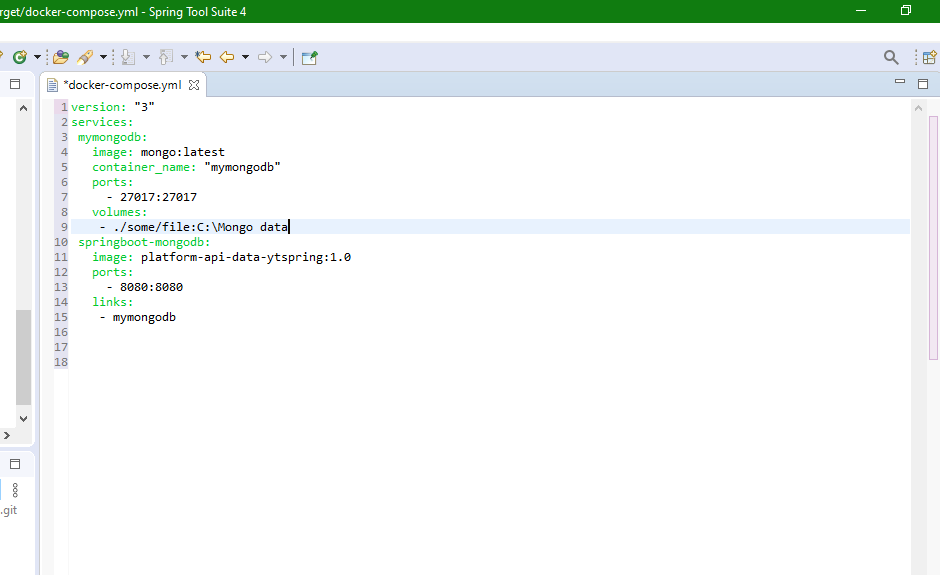 rget/docker-compose.yml - Spring Tool Suite 4
*docker-compose.yml
1 version: "3"
2 services:
3  mymongodb:
4    image: mongo:latest
5    container_name: "mymongodb"
6    ports:
7      - 27017:27017
8    volumes:
9     - ./some/file:C:\Mongo data
10  springboot-mongodb:
11    image: platform-api-data-ytspring:1.0
12    ports:
13      - 8080:8080
14    links:
15     - mymongodb
16
17
18
.git